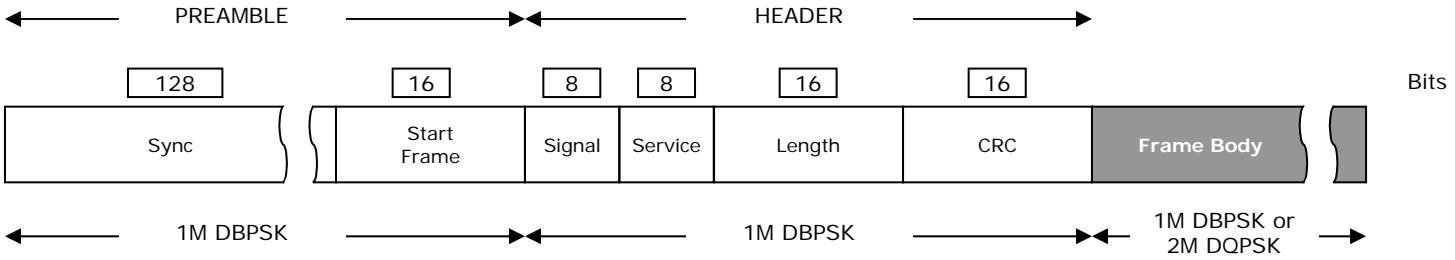 PREAMBLE HEADER
128 16 8 8 16 16 Bits
Sync Start Frame Signal Service Length CRC Frame Body
1M DBPSK 1M DBPSK 1M DBPSK or
2M DQPSK